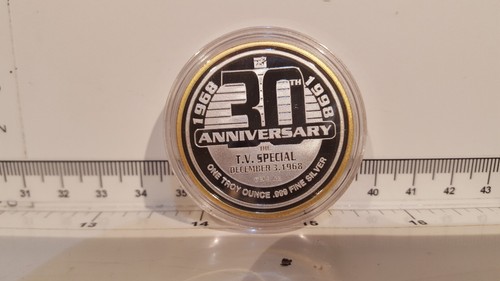 30TH
1968
1998
ANNIVERSARY
THE
T.V. SPECIAL
DECEMBER 3, 1968
ONE TROY OUNCE .999 FINE SILVER
31 32 33 34 35 40 41 42 43
13 14 15 16 17